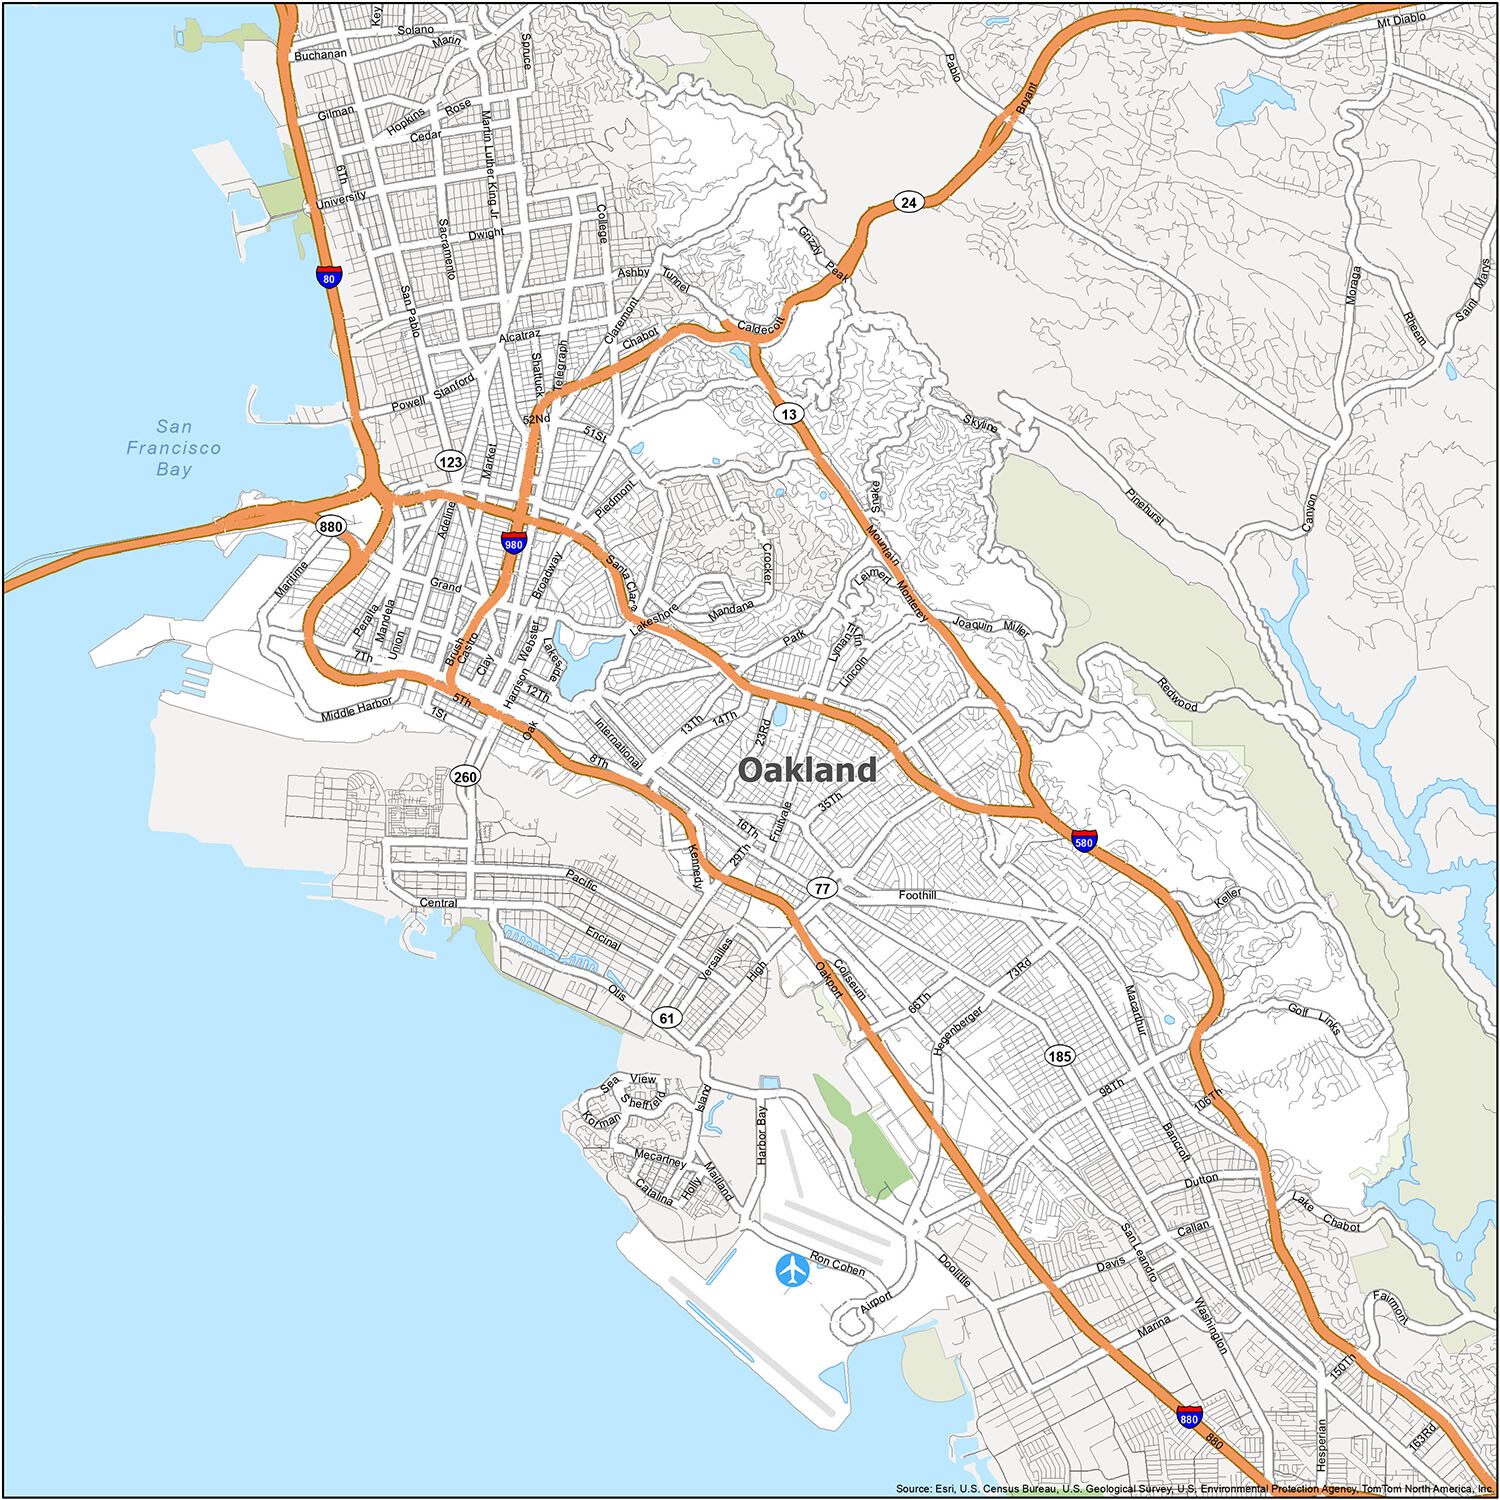 Key
Solano
Marin
Spruce
Mt Diablo
Buchanan
Pablo
Bryant
Gilman
Hopkins
Rose
Cedar
Martin Luther King Jr
6Th
University
24
College
Sacramento
Dwight
Grizzly Peak
80
Ashby
Tunnel
Moraga
Saint Marys
San Pablo
Claremont
Rheem
Caldecott
Alcatraz
Chabot
Shattuck
Telegraph
Stanford
Powell
13
52Nd
51St
Skyline
San
Francisco
Bay
123
Market
Snake
Piedmont
Pinehurst
Canyon
880
Adeline
980
Mountain
Broadway
Santa Clara
Crocker
Maritime
Grand
Leimert
Monterey
Peralta
Mandela
Union
Lakeshore
Mandana
Joaquin Miller
Park
Lyman
Tiffin
Lincoln
7Th
Brush
Castro
Clay
Webster
Lakeside
Harrison
12Th
Redwood
Middle Harbor
1St
5Th
Oak
International
13Th
14Th
23Rd
8Th
260
Oakland
35Th
16Th
Fruitvale
580
29Th
Kennedy
Pacific
77
Foothill
Keller
Central
Encinal
Versailles
High
Oakport
Coliseum
73Rd
Otis
66Th
Macarthur
61
Hegenberger
Golf Links
185
Sea View
Sheffield
Island
98Th
106Th
Korman
Harbor Bay
Bancroft
Mecartney
Maitland
Catalina
Holly
Dutton
Lake Chabot
Callan
San Leandro
Ron Cohen
Doolittle
Davis
Airport
Washington
Marina
Fairmont
150Th
880
880
Hesperian
163Rd
Source: Esri, U.S. Census Bureau, U.S. Geological Survey, U.S. Environmental Protection Agency, TomTom North America, Inc.